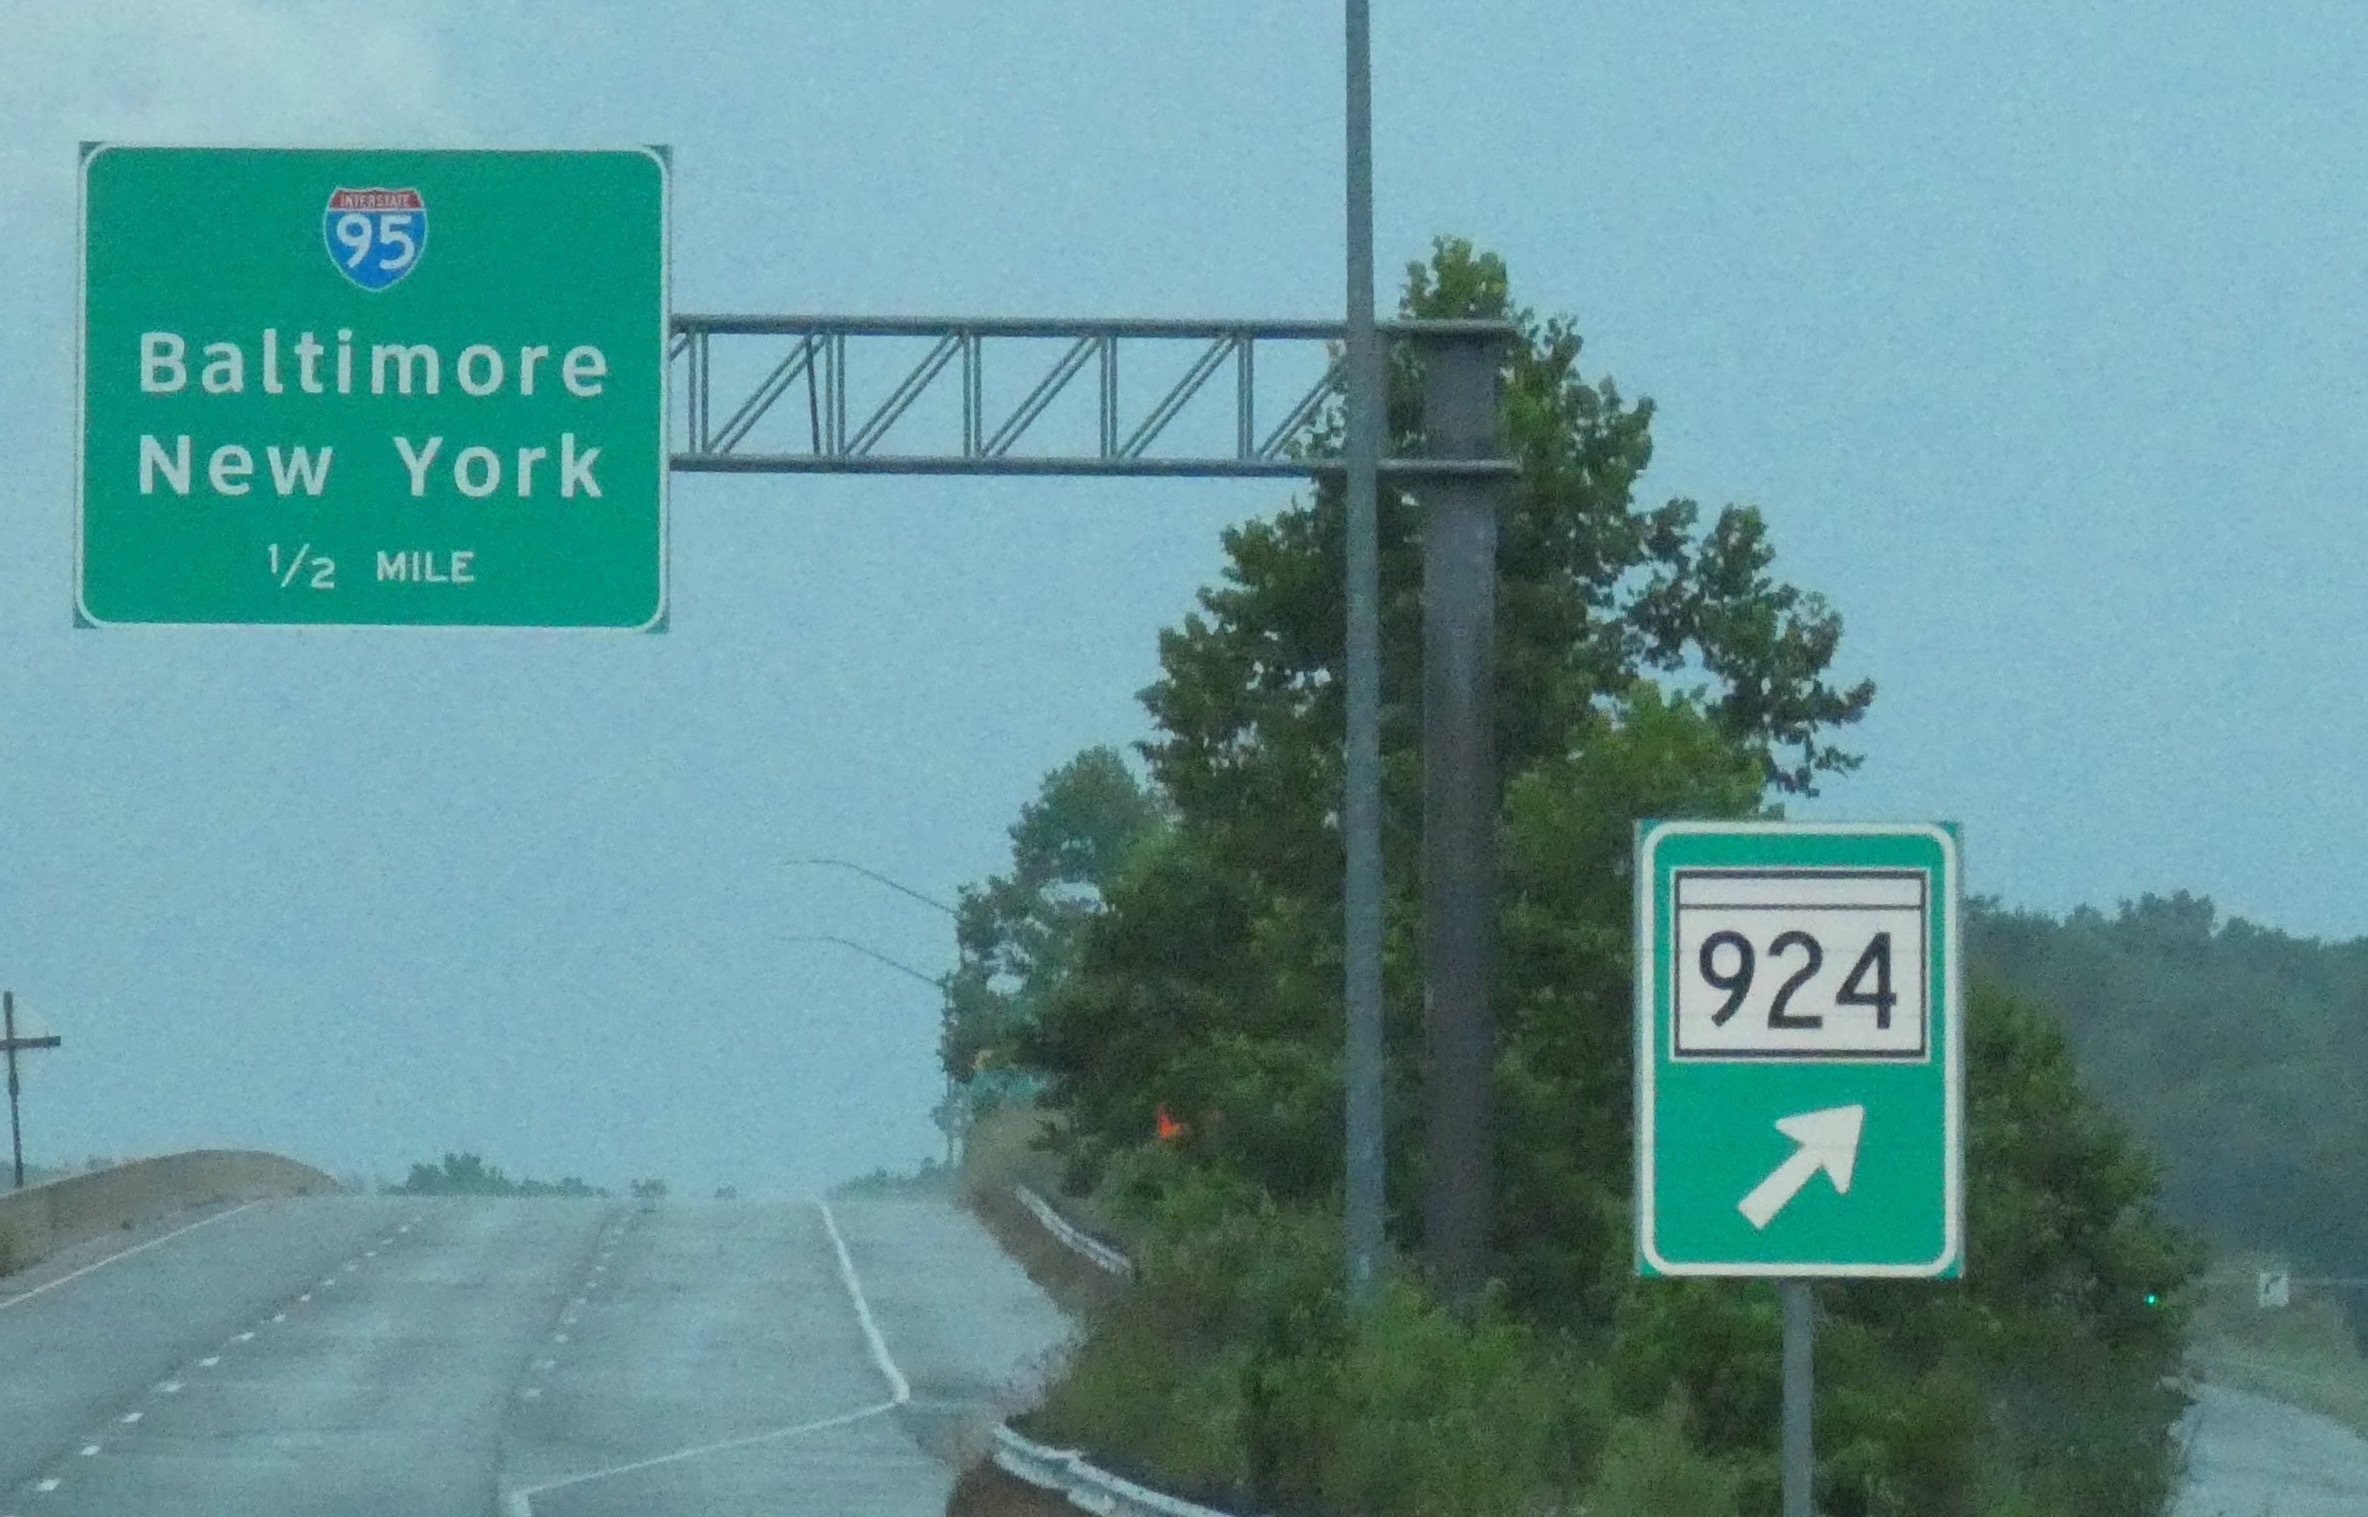 INTERSTATE
95
Baltimore
New York
1/2 MILE
924